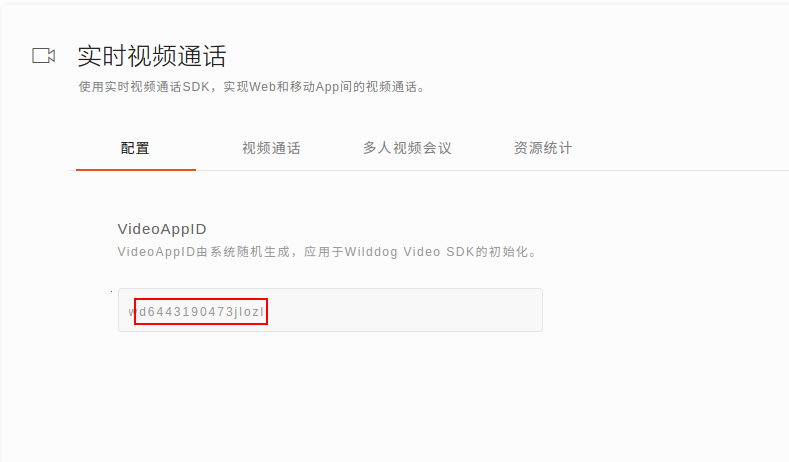 实时视频通话
使用实时视频通话SDK，实现Web和移动App间的视频通话。
配置 视频通话 多人视频会议 资源统计
VideoAppID
VideoAppID由系统随机生成，应用于Wilddog Video SDK的初始化。
wd6443190473jlozl